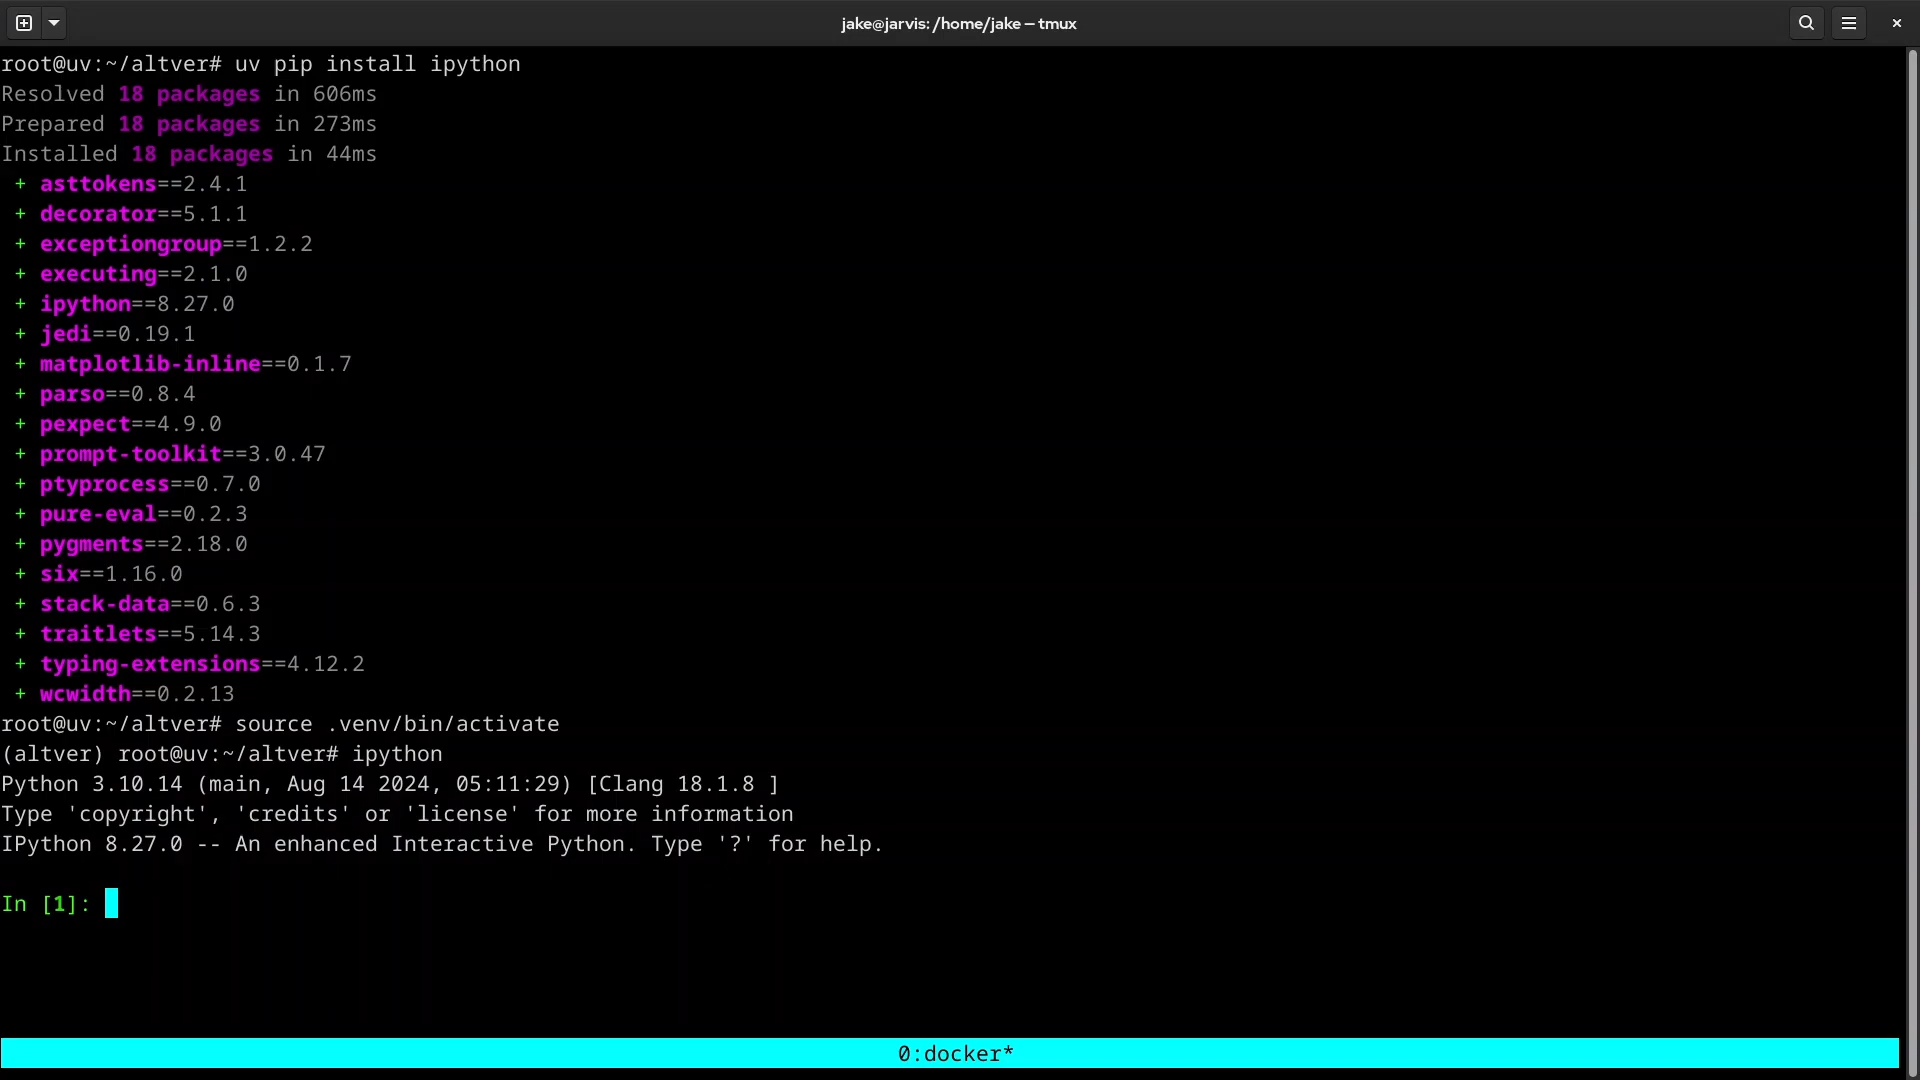 jake@jarvis: /home/jake — tmux
root@uv:~/altver# uv pip install ipython
Resolved 18 packages in 606ms
Prepared 18 packages in 273ms
Installed 18 packages in 44ms
 + asttokens==2.4.1
 + decorator==5.1.1
 + exceptiongroup==1.2.2
 + executing==2.1.0
 + ipython==8.27.0
 + jedi==0.19.1
 + matplotlib-inline==0.1.7
 + parso==0.8.4
 + pexpect==4.9.0
 + prompt-toolkit==3.0.47
 + ptyprocess==0.7.0
 + pure-eval==0.2.3
 + pygments==2.18.0
 + six==1.16.0
 + stack-data==0.6.3
 + traitlets==5.14.3
 + typing-extensions==4.12.2
 + wcwidth==0.2.13
root@uv:~/altver# source .venv/bin/activate
(altver) root@uv:~/altver# ipython
Python 3.10.14 (main, Aug 14 2024, 05:11:29) [Clang 18.1.8 ]
Type 'copyright', 'credits' or 'license' for more information
IPython 8.27.0 -- An enhanced Interactive Python. Type '?' for help.
In [1]:
0:docker*